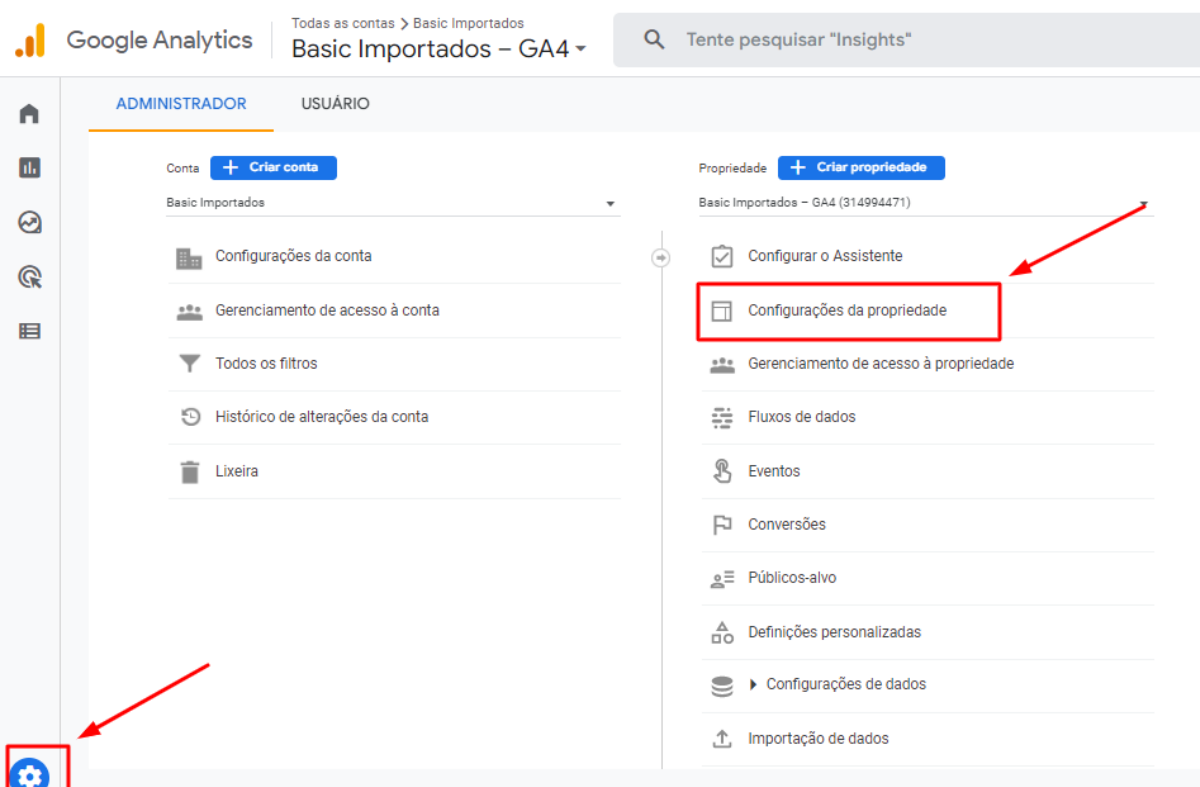 Google Analytics
Todas as contas > Basic Importados
Basic Importados – GA4
Tente pesquisar "Insights"
ADMINISTRADOR
USUÁRIO
Conta
Criar conta
Basic Importados
Configurações da conta
Gerenciamento de acesso à conta
Todos os filtros
Histórico de alterações da conta
Lixeira
Propriedade
Criar propriedade
Basic Importados – GA4 (314994471)
Configurar o Assistente
Configurações da propriedade
Gerenciamento de acesso à propriedade
Fluxos de dados
Eventos
Conversões
Públicos-alvo
Definições personalizadas
Configurações de dados
Importação de dados